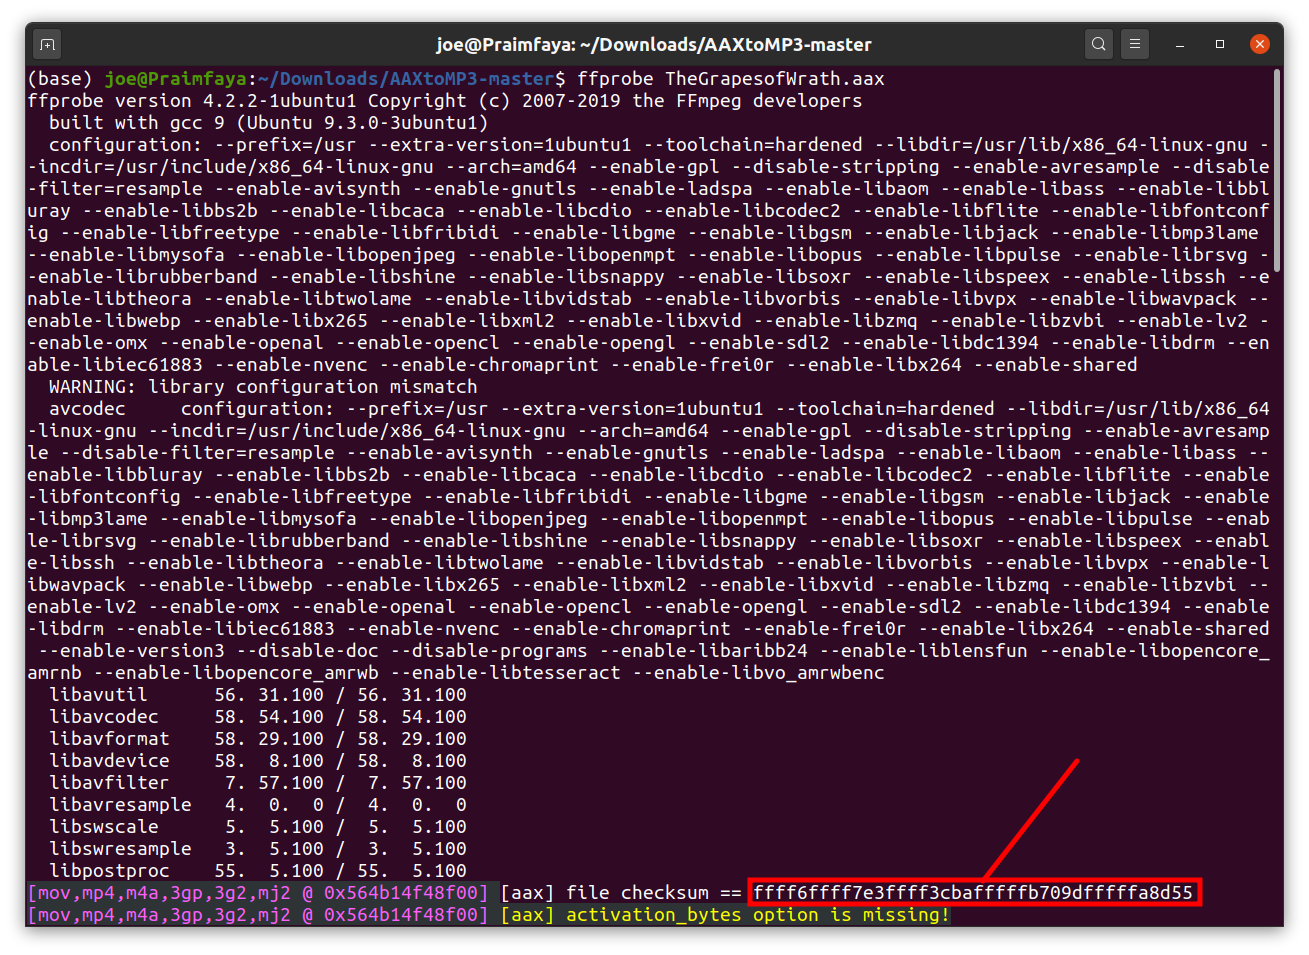 joe@Praimfaya: ~/Downloads/AAXtoMP3-master
(base) joe@Praimfaya:~/Downloads/AAXtoMP3-master$ ffprobe TheGrapesofWrath.aax
ffprobe version 4.2.2-1ubuntu1 Copyright (c) 2007-2019 the FFmpeg developers
  built with gcc 9 (Ubuntu 9.3.0-3ubuntu1)
  configuration: --prefix=/usr --extra-version=1ubuntu1 --toolchain=hardened --libdir=/usr/lib/x86_64-linux-gnu -
-incdir=/usr/include/x86_64-linux-gnu --arch=amd64 --enable-gpl --disable-stripping --enable-avresample --disable
-filter=resample --enable-avisynth --enable-gnutls --enable-ladspa --enable-libaom --enable-libass --enable-libbl
uray --enable-libbs2b --enable-libcaca --enable-libcdio --enable-libcodec2 --enable-libflite --enable-libfontconf
ig --enable-libfreetype --enable-libfribidi --enable-libgme --enable-libgsm --enable-libjack --enable-libmp3lame 
--enable-libmysofa --enable-libopenjpeg --enable-libopenmpt --enable-libopus --enable-libpulse --enable-librsvg -
-enable-librubberband --enable-libshine --enable-libsnappy --enable-libsoxr --enable-libspeex --enable-libssh --e
nable-libtheora --enable-libtwolame --enable-libvidstab --enable-libvorbis --enable-libvpx --enable-libwavpack --
enable-libwebp --enable-libx265 --enable-libxml2 --enable-libxvid --enable-libzmq --enable-libzvbi --enable-lv2 -
-enable-omx --enable-openal --enable-opencl --enable-opengl --enable-sdl2 --enable-libdc1394 --enable-libdrm --en
able-libiec61883 --enable-nvenc --enable-chromaprint --enable-frei0r --enable-libx264 --enable-shared
  WARNING: library configuration mismatch
  avcodec     configuration: --prefix=/usr --extra-version=1ubuntu1 --toolchain=hardened --libdir=/usr/lib/x86_64
-linux-gnu --incdir=/usr/include/x86_64-linux-gnu --arch=amd64 --enable-gpl --disable-stripping --enable-avresamp
le --disable-filter=resample --enable-avisynth --enable-gnutls --enable-ladspa --enable-libaom --enable-libass --
enable-libbluray --enable-libbs2b --enable-libcaca --enable-libcdio --enable-libcodec2 --enable-libflite --enable
-libfontconfig --enable-libfreetype --enable-libfribidi --enable-libgme --enable-libgsm --enable-libjack --enable
-libmp3lame --enable-libmysofa --enable-libopenjpeg --enable-libopenmpt --enable-libopus --enable-libpulse --enab
le-librsvg --enable-librubberband --enable-libshine --enable-libsnappy --enable-libsoxr --enable-libspeex --enabl
e-libssh --enable-libtheora --enable-libtwolame --enable-libvidstab --enable-libvorbis --enable-libvpx --enable-l
ibwavpack --enable-libwebp --enable-libx265 --enable-libxml2 --enable-libxvid --enable-libzmq --enable-libzvbi --
enable-lv2 --enable-omx --enable-openal --enable-opencl --enable-opengl --enable-sdl2 --enable-libdc1394 --enable
-libdrm --enable-libiec61883 --enable-nvenc --enable-chromaprint --enable-frei0r --enable-libx264 --enable-shared
 --enable-version3 --disable-doc --disable-programs --enable-libaribb24 --enable-liblensfun --enable-libopencore_
amrnb --enable-libopencore_amrwb --enable-libtesseract --enable-libvo_amrwbenc
  libavutil      56. 31.100 / 56. 31.100
  libavcodec     58. 54.100 / 58. 54.100
  libavformat    58. 29.100 / 58. 29.100
  libavdevice    58.  8.100 / 58.  8.100
  libavfilter     7. 57.100 /  7. 57.100
  libavresample   4.  0.  0 /  4.  0.  0
  libswscale      5.  5.100 /  5.  5.100
  libswresample   3.  5.100 /  3.  5.100
  libpostproc    55.  5.100 / 55.  5.100
[mov,mp4,m4a,3gp,3g2,mj2 @ 0x564b14f48f00] [aax] file checksum == ffff6ffff7e3ffff3cbafffffb709dfffffa8d55
[mov,mp4,m4a,3gp,3g2,mj2 @ 0x564b14f48f00] [aax] activation_bytes option is missing!